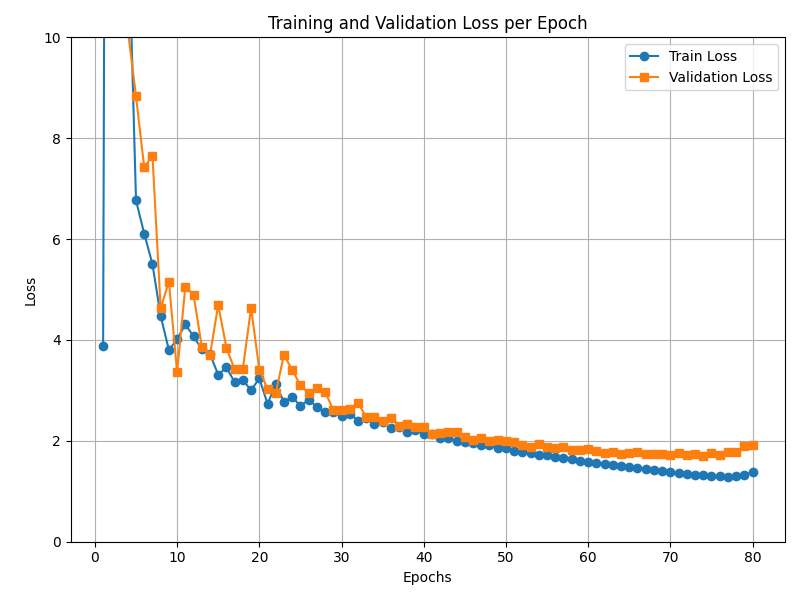 Training and Validation Loss per Epoch
Train Loss
Validation Loss
10
8
6
4
2
0
Loss
0 10 20 30 40 50 60 70 80
Epochs